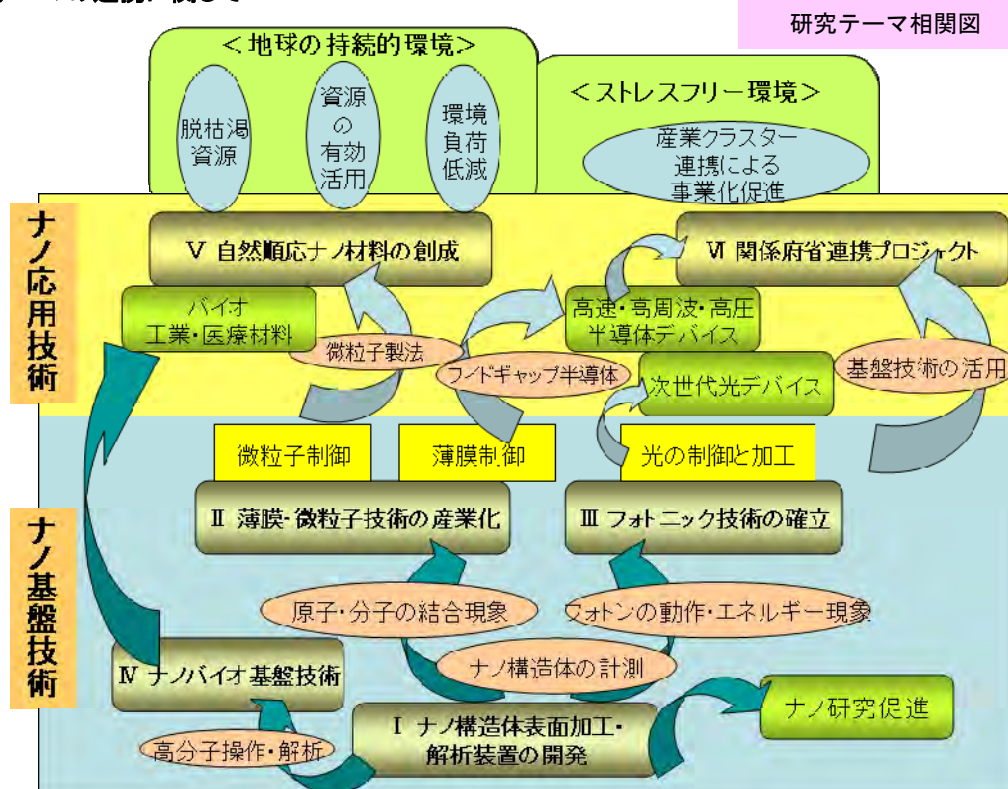 研究テーマ相関図
＜地球の持続的環境＞
脱枯渇
資源
資源
の
有効
活用
環境
負荷
低減
＜ストレスフリー環境＞
産業クラスター
連携による
事業化促進
ナノ応用技術
Ⅴ 自然順応ナノ材料の創成
Ⅵ 関係府省連携プロジェクト
バイオ
工業・医療材料
微粒子製法
ワイドギャップ半導体
高速・高周波・高圧
半導体デバイス
次世代光デバイス
基盤技術の活用
微粒子制御
薄膜制御
光の制御と加工
ナノ基盤技術
Ⅱ 薄膜・微粒子技術の産業化
Ⅲ フォトニック技術の確立
原子・分子の結合現象
フォトンの動作・エネルギー現象
ナノ構造体の計測
Ⅳ ナノバイオ基盤技術
高分子操作・解析
Ⅰ ナノ構造体表面加工・
解析装置の開発
ナノ研究促進